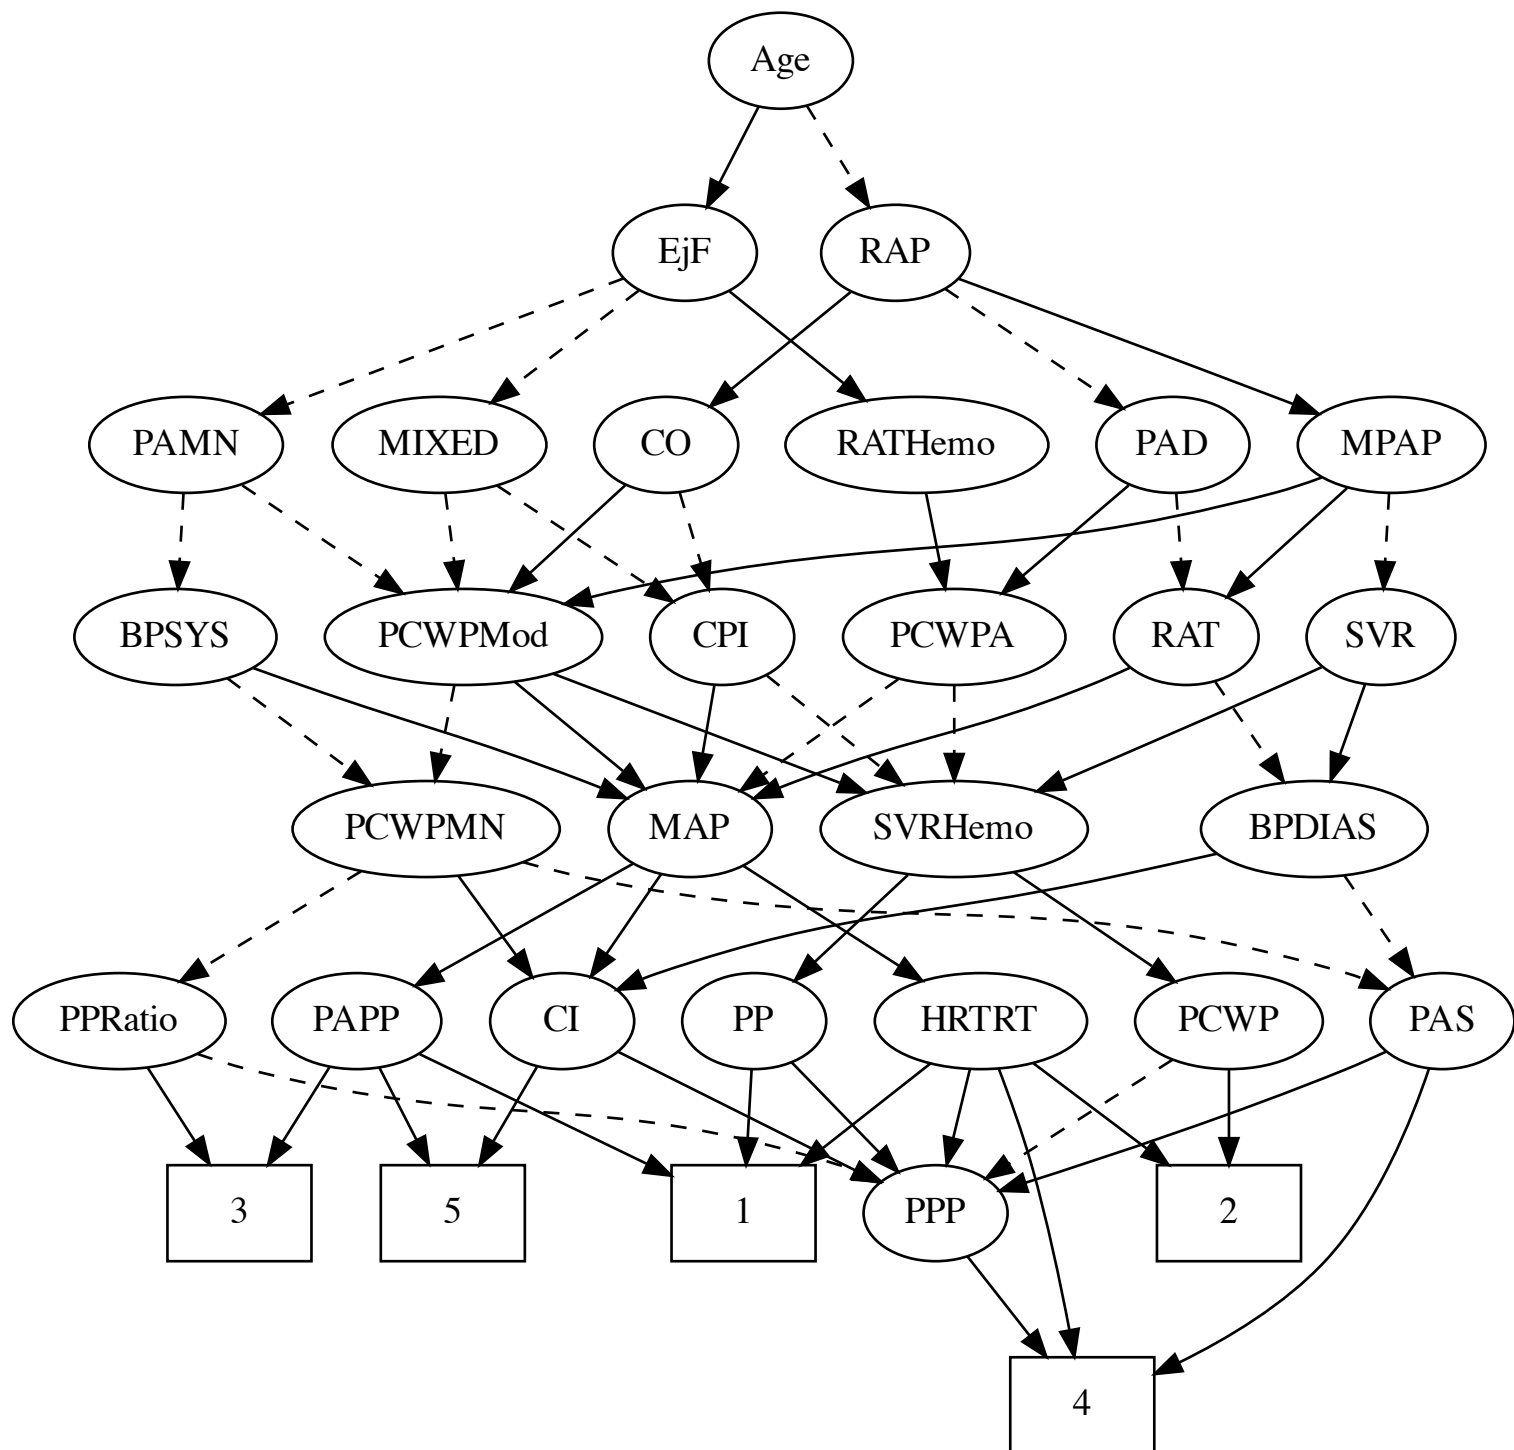 Age
EjF
RAP
PAMN
MIXED
CO
RATHemo
PAD
MPAP
BPSYS
PCWPMod
CPI
PCWPA
RAT
SVR
PCWPMN
MAP
SVRHemo
BPDIAS
PPRatio
PAPP
CI
PP
HRTRT
PCWP
PAS
3
5
1
PPP
2
4